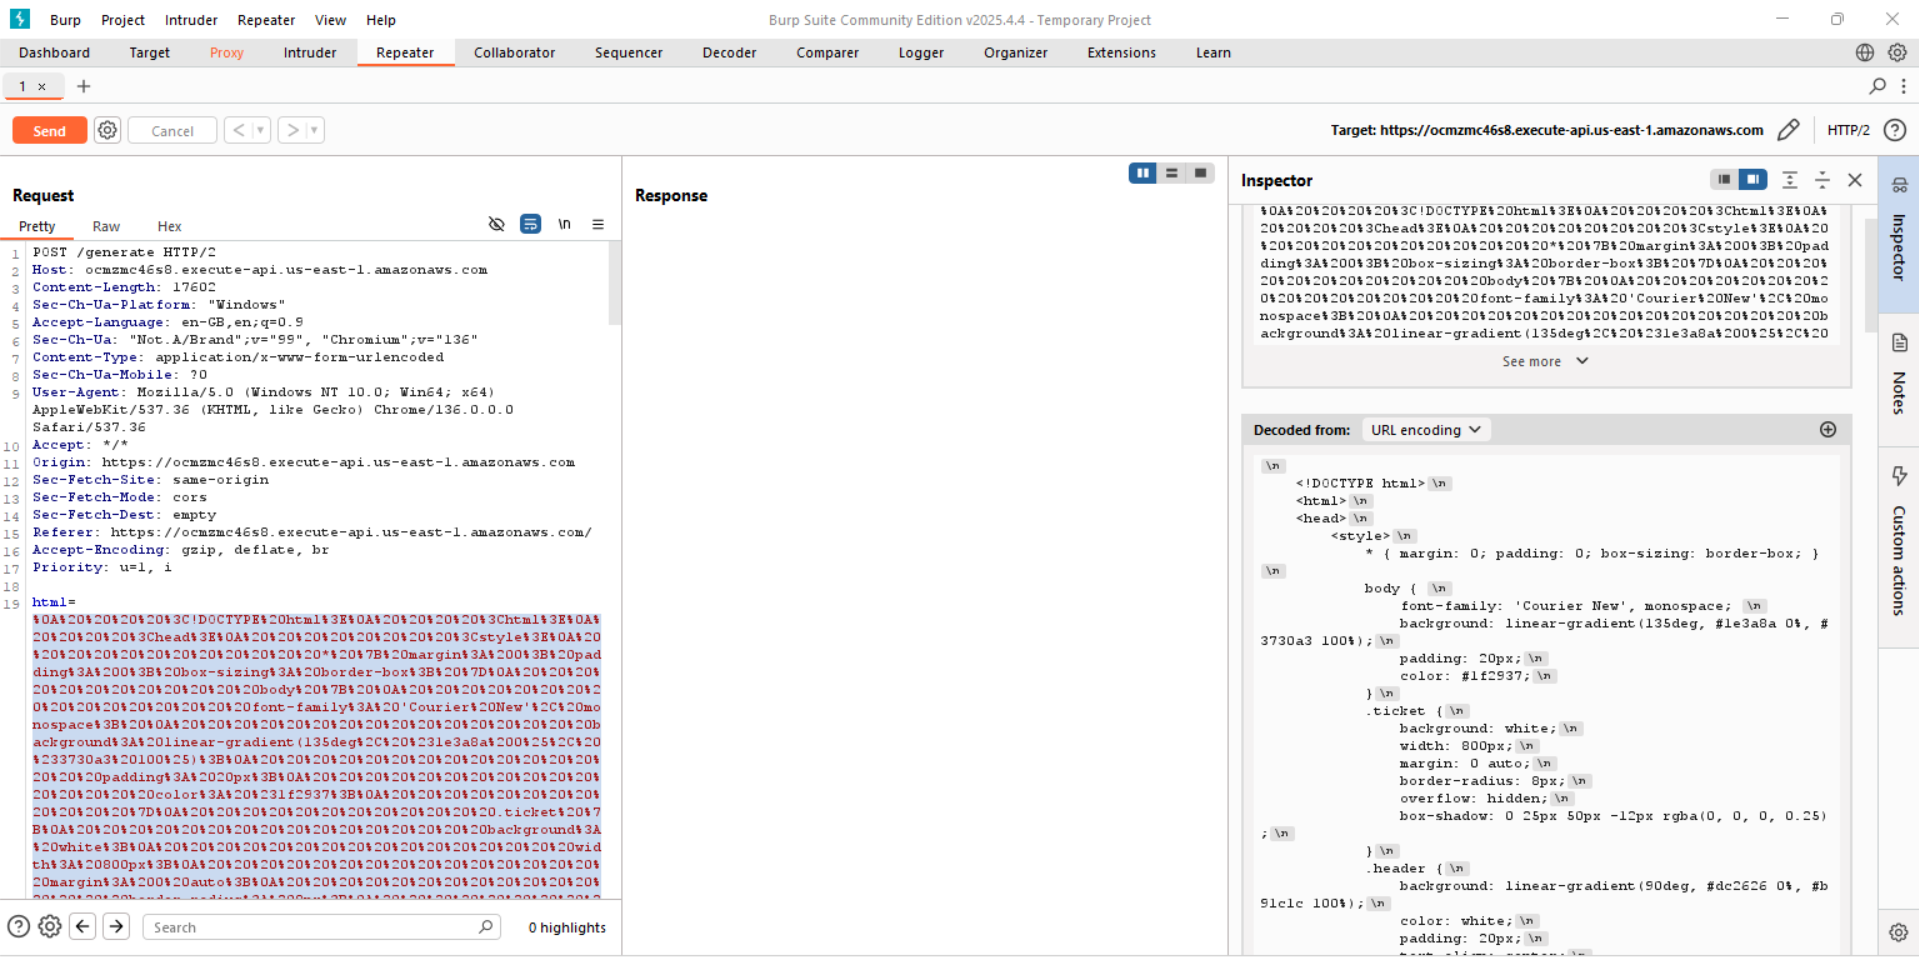 Burp Project Intruder Repeater View Help
Burp Suite Community Edition v2025.4.4 - Temporary Project
Dashboard Target Proxy Intruder Repeater Collaborator Sequencer Decoder Comparer Logger Organizer Extensions Learn
1 × +
Send Cancel < >
Target: https://ocmzmc46s8.execute-api.us-east-1.amazonaws.com HTTP/2
Request
Pretty Raw Hex
\n
1 POST /generate HTTP/2
2 Host: ocmzmc46s8.execute-api.us-east-1.amazonaws.com
3 Content-Length: 17602
4 Sec-Ch-Ua-Platform: "Windows"
5 Accept-Language: en-GB,en;q=0.9
6 Sec-Ch-Ua: "Not.A/Brand";v="99", "Chromium";v="136"
7 Content-Type: application/x-www-form-urlencoded
8 Sec-Ch-Ua-Mobile: ?0
9 User-Agent: Mozilla/5.0 (Windows NT 10.0; Win64; x64)
AppleWebKit/537.36 (KHTML, like Gecko) Chrome/136.0.0.0
Safari/537.36
10 Accept: */*
11 Origin: https://ocmzmc46s8.execute-api.us-east-1.amazonaws.com
12 Sec-Fetch-Site: same-origin
13 Sec-Fetch-Mode: cors
14 Sec-Fetch-Dest: empty
15 Referer: https://ocmzmc46s8.execute-api.us-east-1.amazonaws.com/
16 Accept-Encoding: gzip, deflate, br
17 Priority: u=1, i
18
19 html=
%0A%20%20%20%20%3C!DOCTYPE%20html%3E%0A%20%20%20%20%3Chtml%3E%0A%
20%20%20%20%3Chead%3E%0A%20%20%20%20%20%20%20%20%3Cstyle%3E%0A%20
%20%20%20%20%20%20%20%20%20%20%20*%20%7B%20margin%3A%200%3B%20pad
ding%3A%200%3B%20box-sizing%3A%20border-box%3B%20%7D%0A%20%20%20%
20%20%20%20%20%20%20%20%20body%20%7B%20%0A%20%20%20%20%20%20%20%2
0%20%20%20%20%20%20%20%20font-family%3A%20'Courier%20New'%2C%20mo
nospace%3B%20%0A%20%20%20%20%20%20%20%20%20%20%20%20%20%20%20%20b
ackground%3A%20linear-gradient(135deg%2C%20%231e3a8a%200%25%2C%20
%233730a3%20100%25)%3B%0A%20%20%20%20%20%20%20%20%20%20%20%20%20%
20%20%20padding%3A%2020px%3B%0A%20%20%20%20%20%20%20%20%20%20%20%
20%20%20%20%20color%3A%20%231f2937%3B%0A%20%20%20%20%20%20%20%20%
20%20%20%20%7D%0A%20%20%20%20%20%20%20%20%20%20%20%20.ticket%20%7
B%0A%20%20%20%20%20%20%20%20%20%20%20%20%20%20%20%20background%3A
%20white%3B%0A%20%20%20%20%20%20%20%20%20%20%20%20%20%20%20%20wid
th%3A%20800px%3B%0A%20%20%20%20%20%20%20%20%20%20%20%20%20%20%20%
20margin%3A%200%20auto%3B%0A%20%20%20%20%20%20%20%20%20%20%20%20%
Search 0 highlights
Response
Inspector
%0A%20%20%20%20%3C!DOCTYPE%20html%3E%0A%20%20%20%20%3Chtml%3E%0A%
20%20%20%20%3Chead%3E%0A%20%20%20%20%20%20%20%20%3Cstyle%3E%0A%20
%20%20%20%20%20%20%20%20%20%20%20*%20%7B%20margin%3A%200%3B%20pad
ding%3A%200%3B%20box-sizing%3A%20border-box%3B%20%7D%0A%20%20%20%
20%20%20%20%20%20%20%20%20body%20%7B%20%0A%20%20%20%20%20%20%20%2
0%20%20%20%20%20%20%20%20font-family%3A%20'Courier%20New'%2C%20mo
nospace%3B%20%0A%20%20%20%20%20%20%20%20%20%20%20%20%20%20%20%20b
ackground%3A%20linear-gradient(135deg%2C%20%231e3a8a%200%25%2C%20
See more
Decoded from: URL encoding
\n
<!DOCTYPE html> \n
<html> \n
<head> \n
<style> \n
* { margin: 0; padding: 0; box-sizing: border-box; }
\n
body { \n
font-family: 'Courier New', monospace; \n
background: linear-gradient(135deg, #1e3a8a 0%, #
3730a3 100%); \n
padding: 20px; \n
color: #1f2937; \n
} \n
.ticket { \n
background: white; \n
width: 800px; \n
margin: 0 auto; \n
border-radius: 8px; \n
overflow: hidden; \n
box-shadow: 0 25px 50px -12px rgba(0, 0, 0, 0.25)
; \n
} \n
.header { \n
background: linear-gradient(90deg, #dc2626 0%, #b
91c1c 100%); \n
color: white; \n
padding: 20px; \n
Inspector
Notes
Custom actions